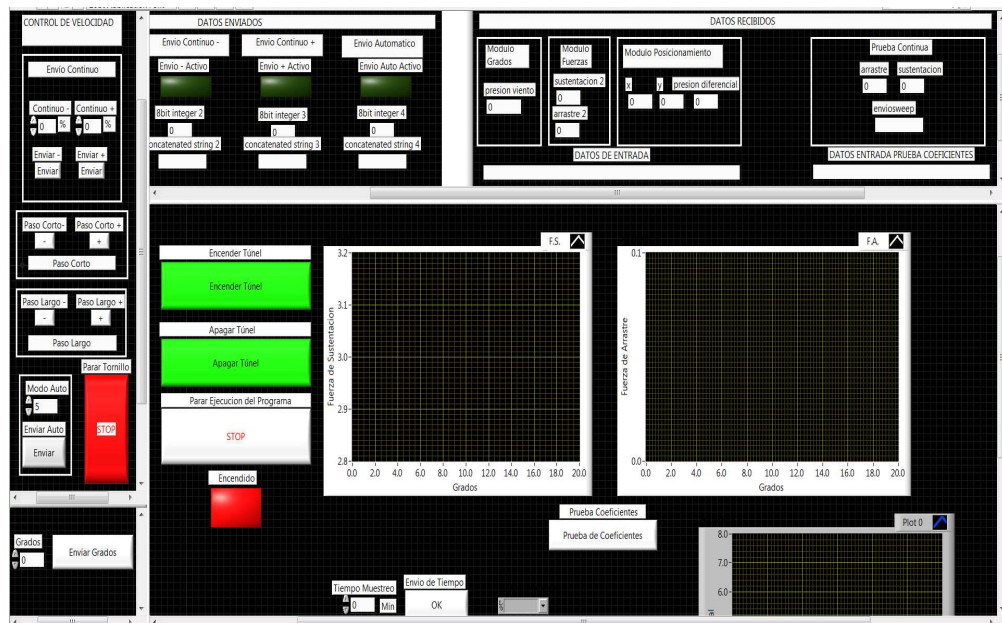 CONTROL DE VELOCIDAD
Envio Continuo
Continuo -
Continuo +
0
%
0
%
Enviar -
Enviar +
Enviar
Enviar
Paso Corto-
Paso Corto +
-
+
Paso Corto
Paso Largo -
Paso Largo +
-
+
Paso Largo
Parar Tornillo
Modo Auto
5
Enviar Auto
Enviar
STOP
Grados
0
Enviar Grados
DATOS ENVIADOS
Envio Continuo -
Envio Continuo +
Envio Automatico
Envio - Activo
Envio + Activo
Envio Auto Activo
8bit integer 2
8bit integer 3
8bit integer 4
0
0
0
concatenated string 2
concatenated string 3
concatenated string 4
DATOS RECIBIDOS
Modulo
Grados
presion viento
0
Modulo
Fuerzas
sustentacion 2
0
arrastre 2
0
Modulo Posicionamiento
x
y
presion diferencial
0
0
0
Prueba Continua
arrastre
sustentacion
0
0
enviosweep
DATOS DE ENTRADA
DATOS ENTRADA PRUEBA COEFICIENTES
Encender Túnel
Encender Túnel
Apagar Túnel
Apagar Túnel
Parar Ejecucion del Programa
STOP
Encendido
F.S.
3.2
3.1
3.0
2.9
2.8
Fuerza de Sustentacion
0.0 2.0 4.0 6.0 8.0 10.0 12.0 14.0 16.0 18.0 20.0
Grados
F.A.
0.1
0.0
Fuerza de Arrastre
0.0 2.0 4.0 6.0 8.0 10.0 12.0 14.0 16.0 18.0 20.0
Grados
Prueba Coeficientes
Prueba de Coeficientes
Tiempo Muestreo
0
Min
Envio de Tiempo
OK
Plot 0
8.0
7.0
6.0